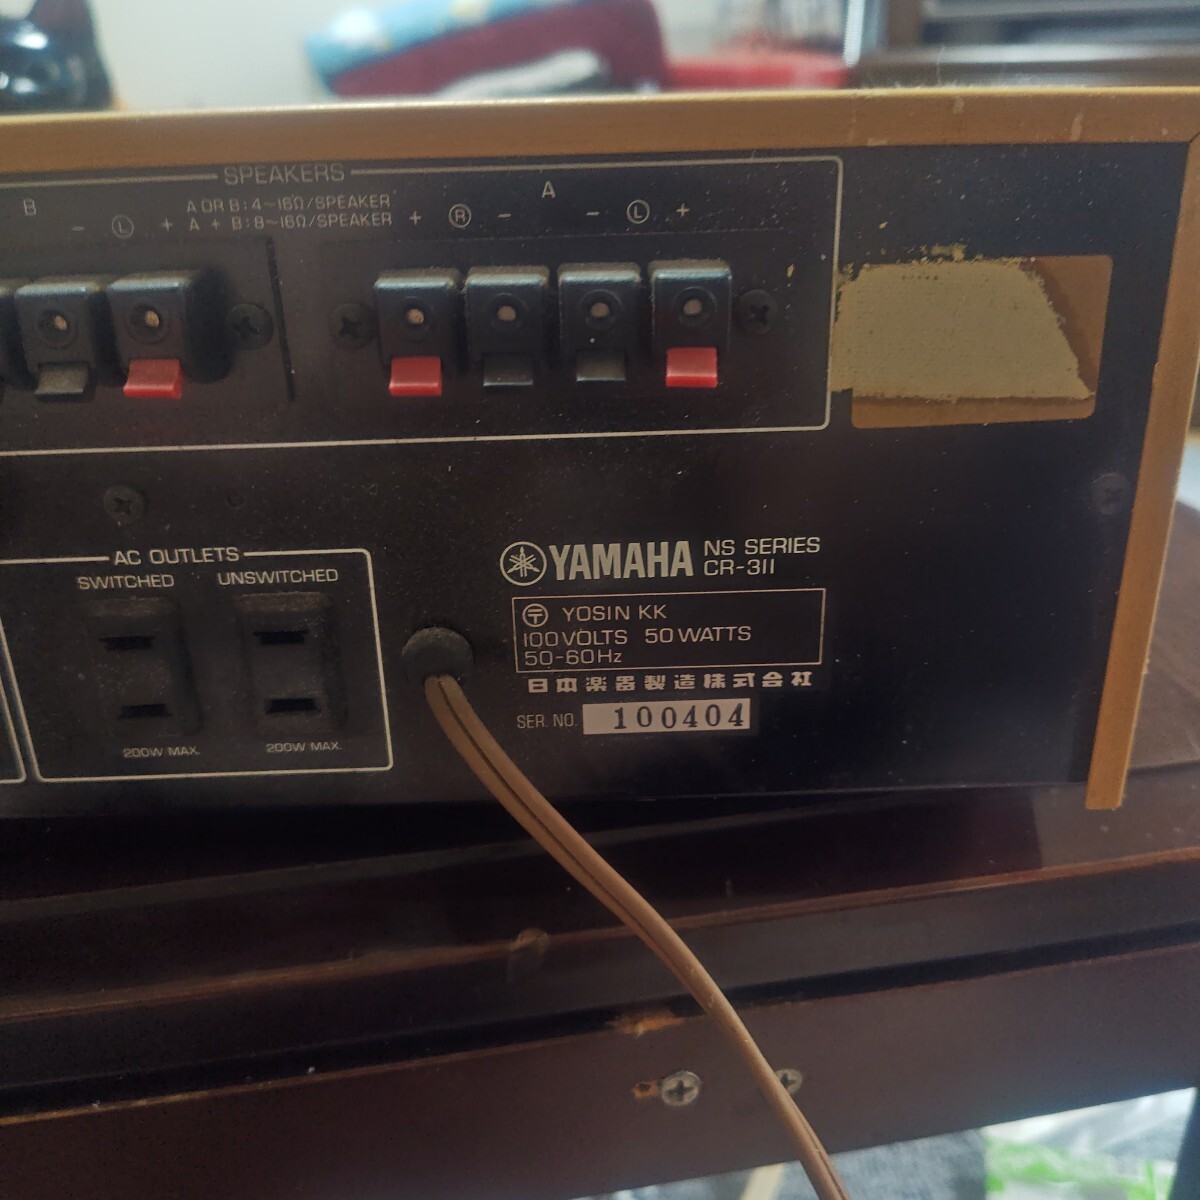 SPEAKERS
B
A
A OR B : 4~16Ω/SPEAKER
A + B : 8~16Ω/SPEAKER
- L +
+ R - - L +
AC OUTLETS
SWITCHED UNSWITCHED
200W MAX. 200W MAX.
YAMAHA NS SERIES
CR-311
〒 YOSIN KK
100VOLTS 50WATTS
50-60Hz
日本楽器製造株式会社
SER. NO. 100404